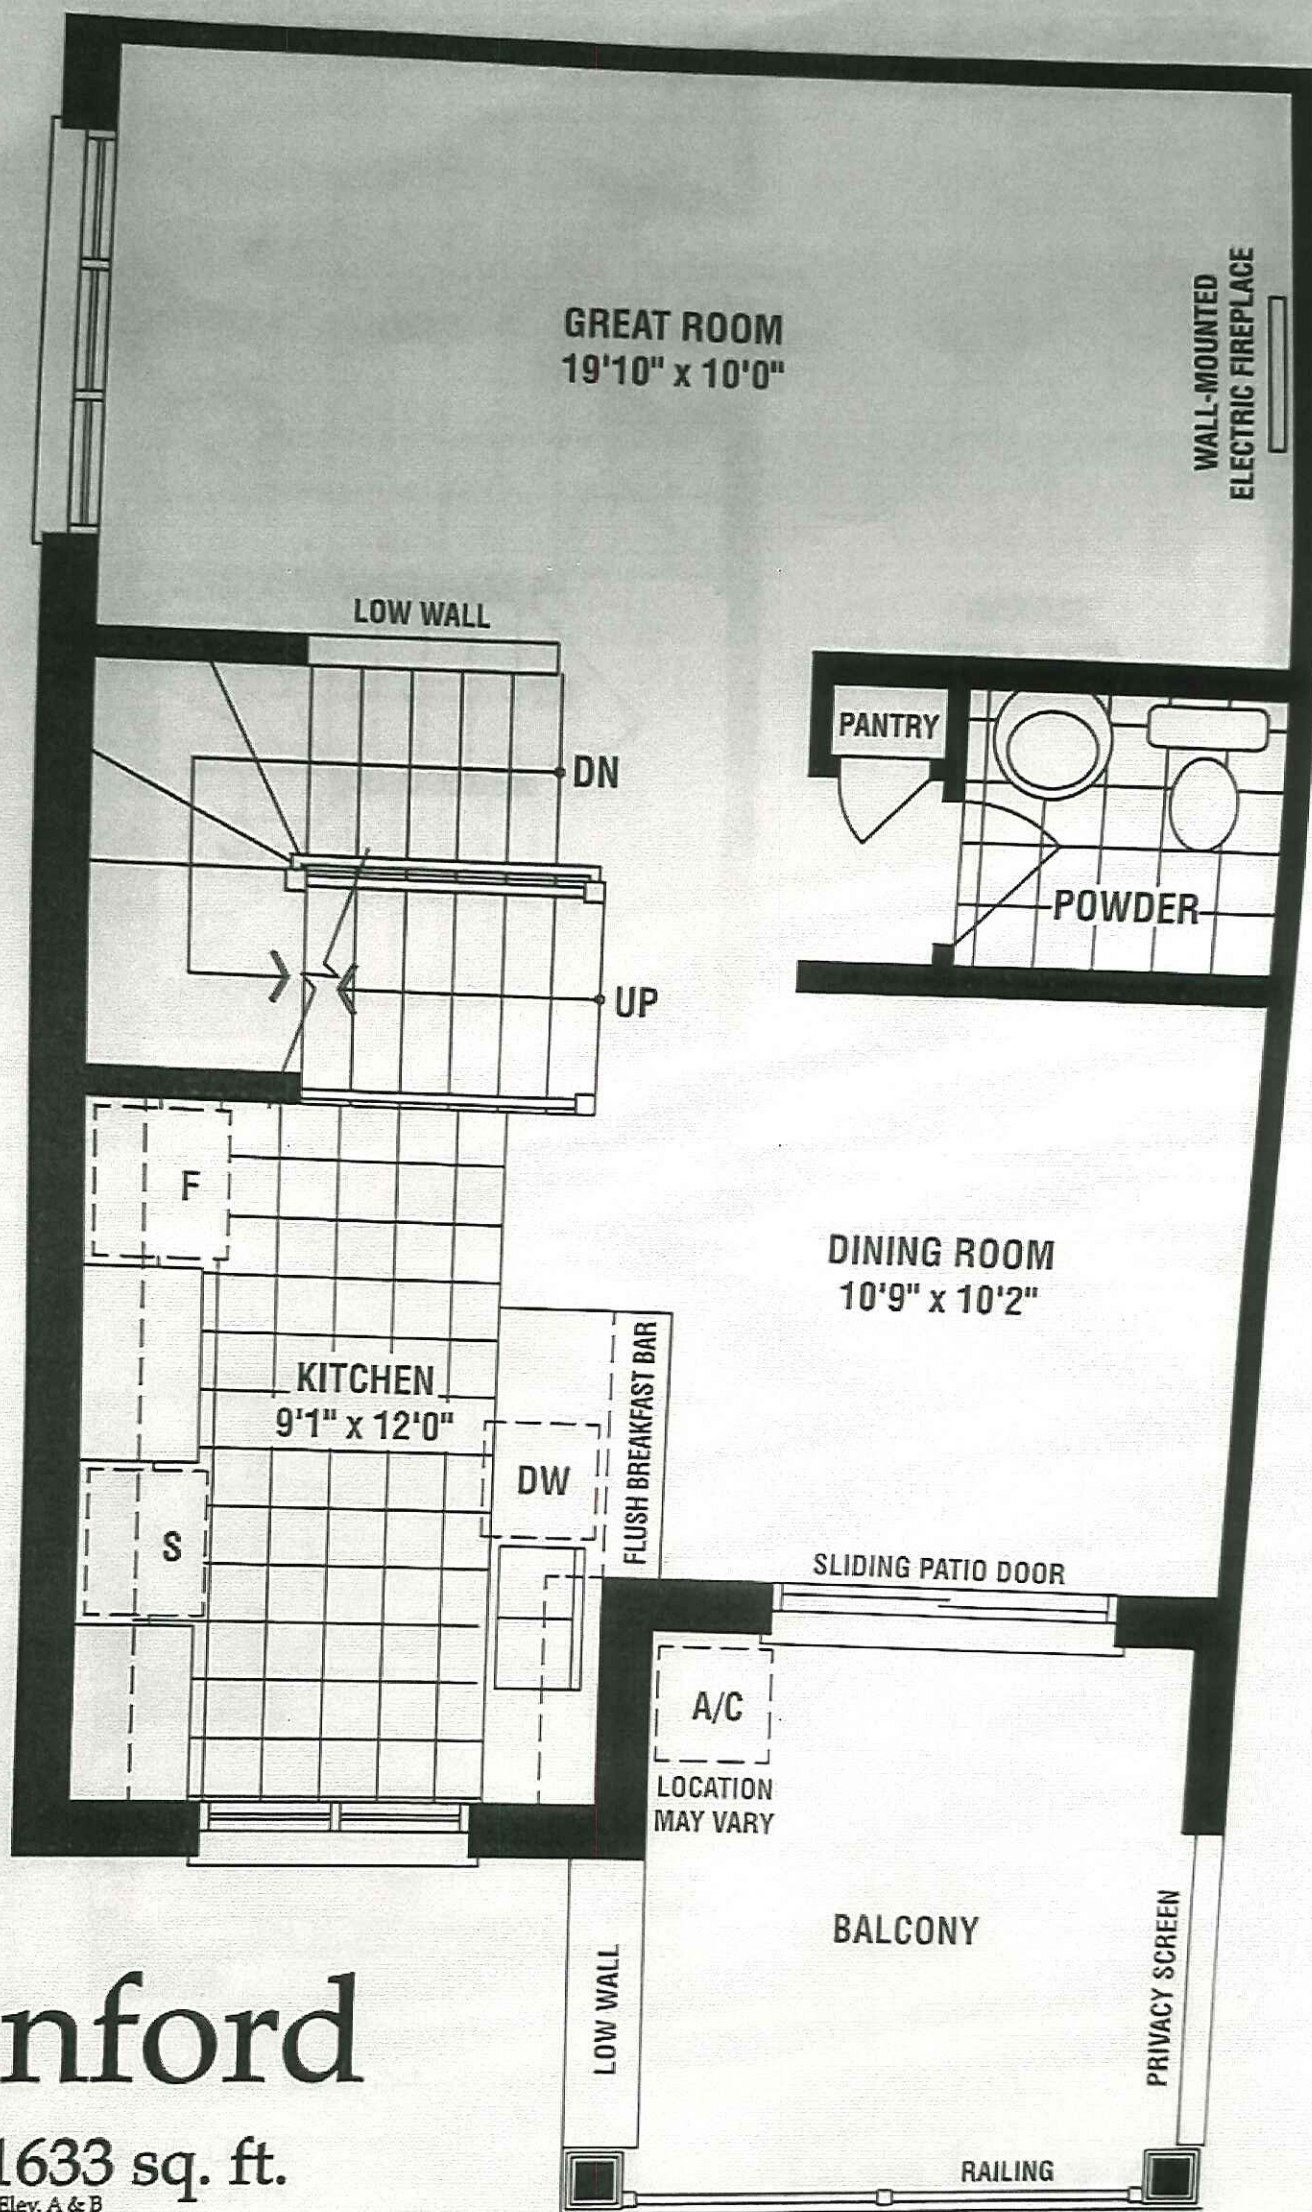 GREAT ROOM
19'10" x 10'0"
WALL-MOUNTED
ELECTRIC FIREPLACE
LOW WALL
DN
PANTRY
POWDER
UP
F
DINING ROOM
10'9" x 10'2"
KITCHEN
9'1" x 12'0"
FLUSH BREAKFAST BAR
DW
S
SLIDING PATIO DOOR
A/C
LOCATION
MAY VARY
BALCONY
LOW WALL
PRIVACY SCREEN
nford
1633 sq. ft.
Elev. A & B
RAILING